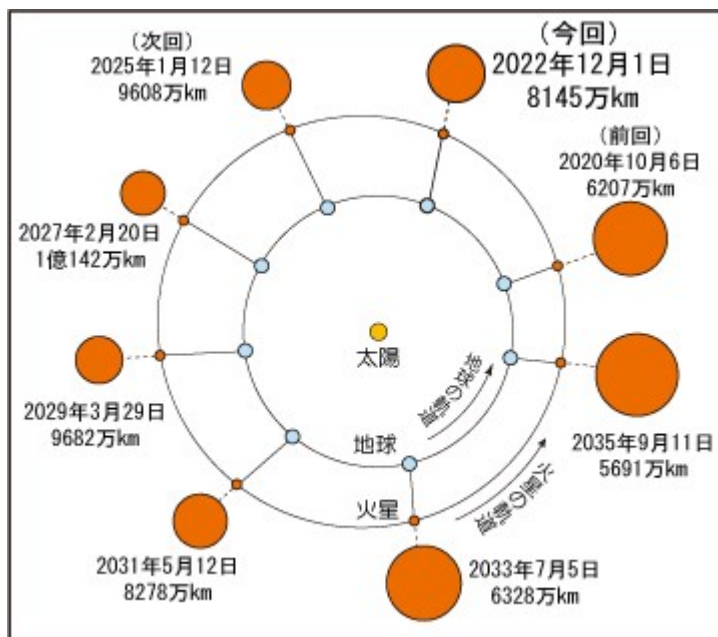 (今回)
2022年12月1日
8145万km
(次回)
2025年1月12日
9608万km
(前回)
2020年10月6日
6207万km
2027年2月20日
1億142万km
太陽
2029年3月29日
9682万km
地球の軌道
2035年9月11日
5691万km
地球
火星
火星の軌道
2031年5月12日
8278万km
2033年7月5日
6328万km